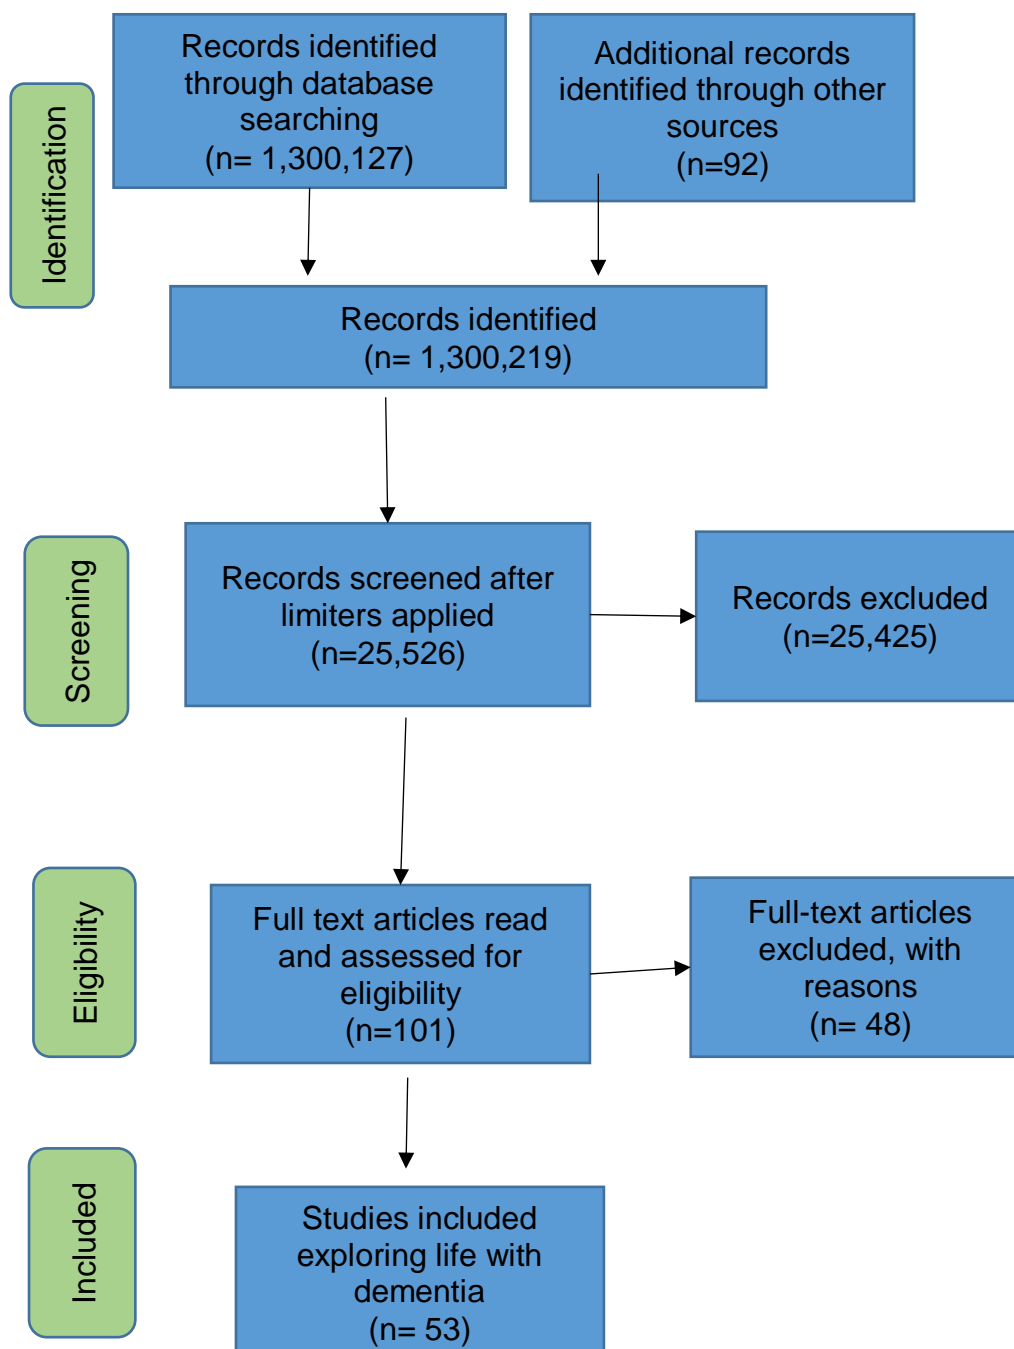 Identification
Records identified
through database
searching
(n= 1,300,127)
Additional records
identified through other
sources
(n=92)
Records identified
(n= 1,300,219)
Screening
Records screened after
limiters applied
(n=25,526)
Records excluded
(n=25,425)
Eligibility
Full text articles read
and assessed for
eligibility
(n=101)
Full-text articles
excluded, with
reasons
(n= 48)
Included
Studies included
exploring life with
dementia
(n= 53)